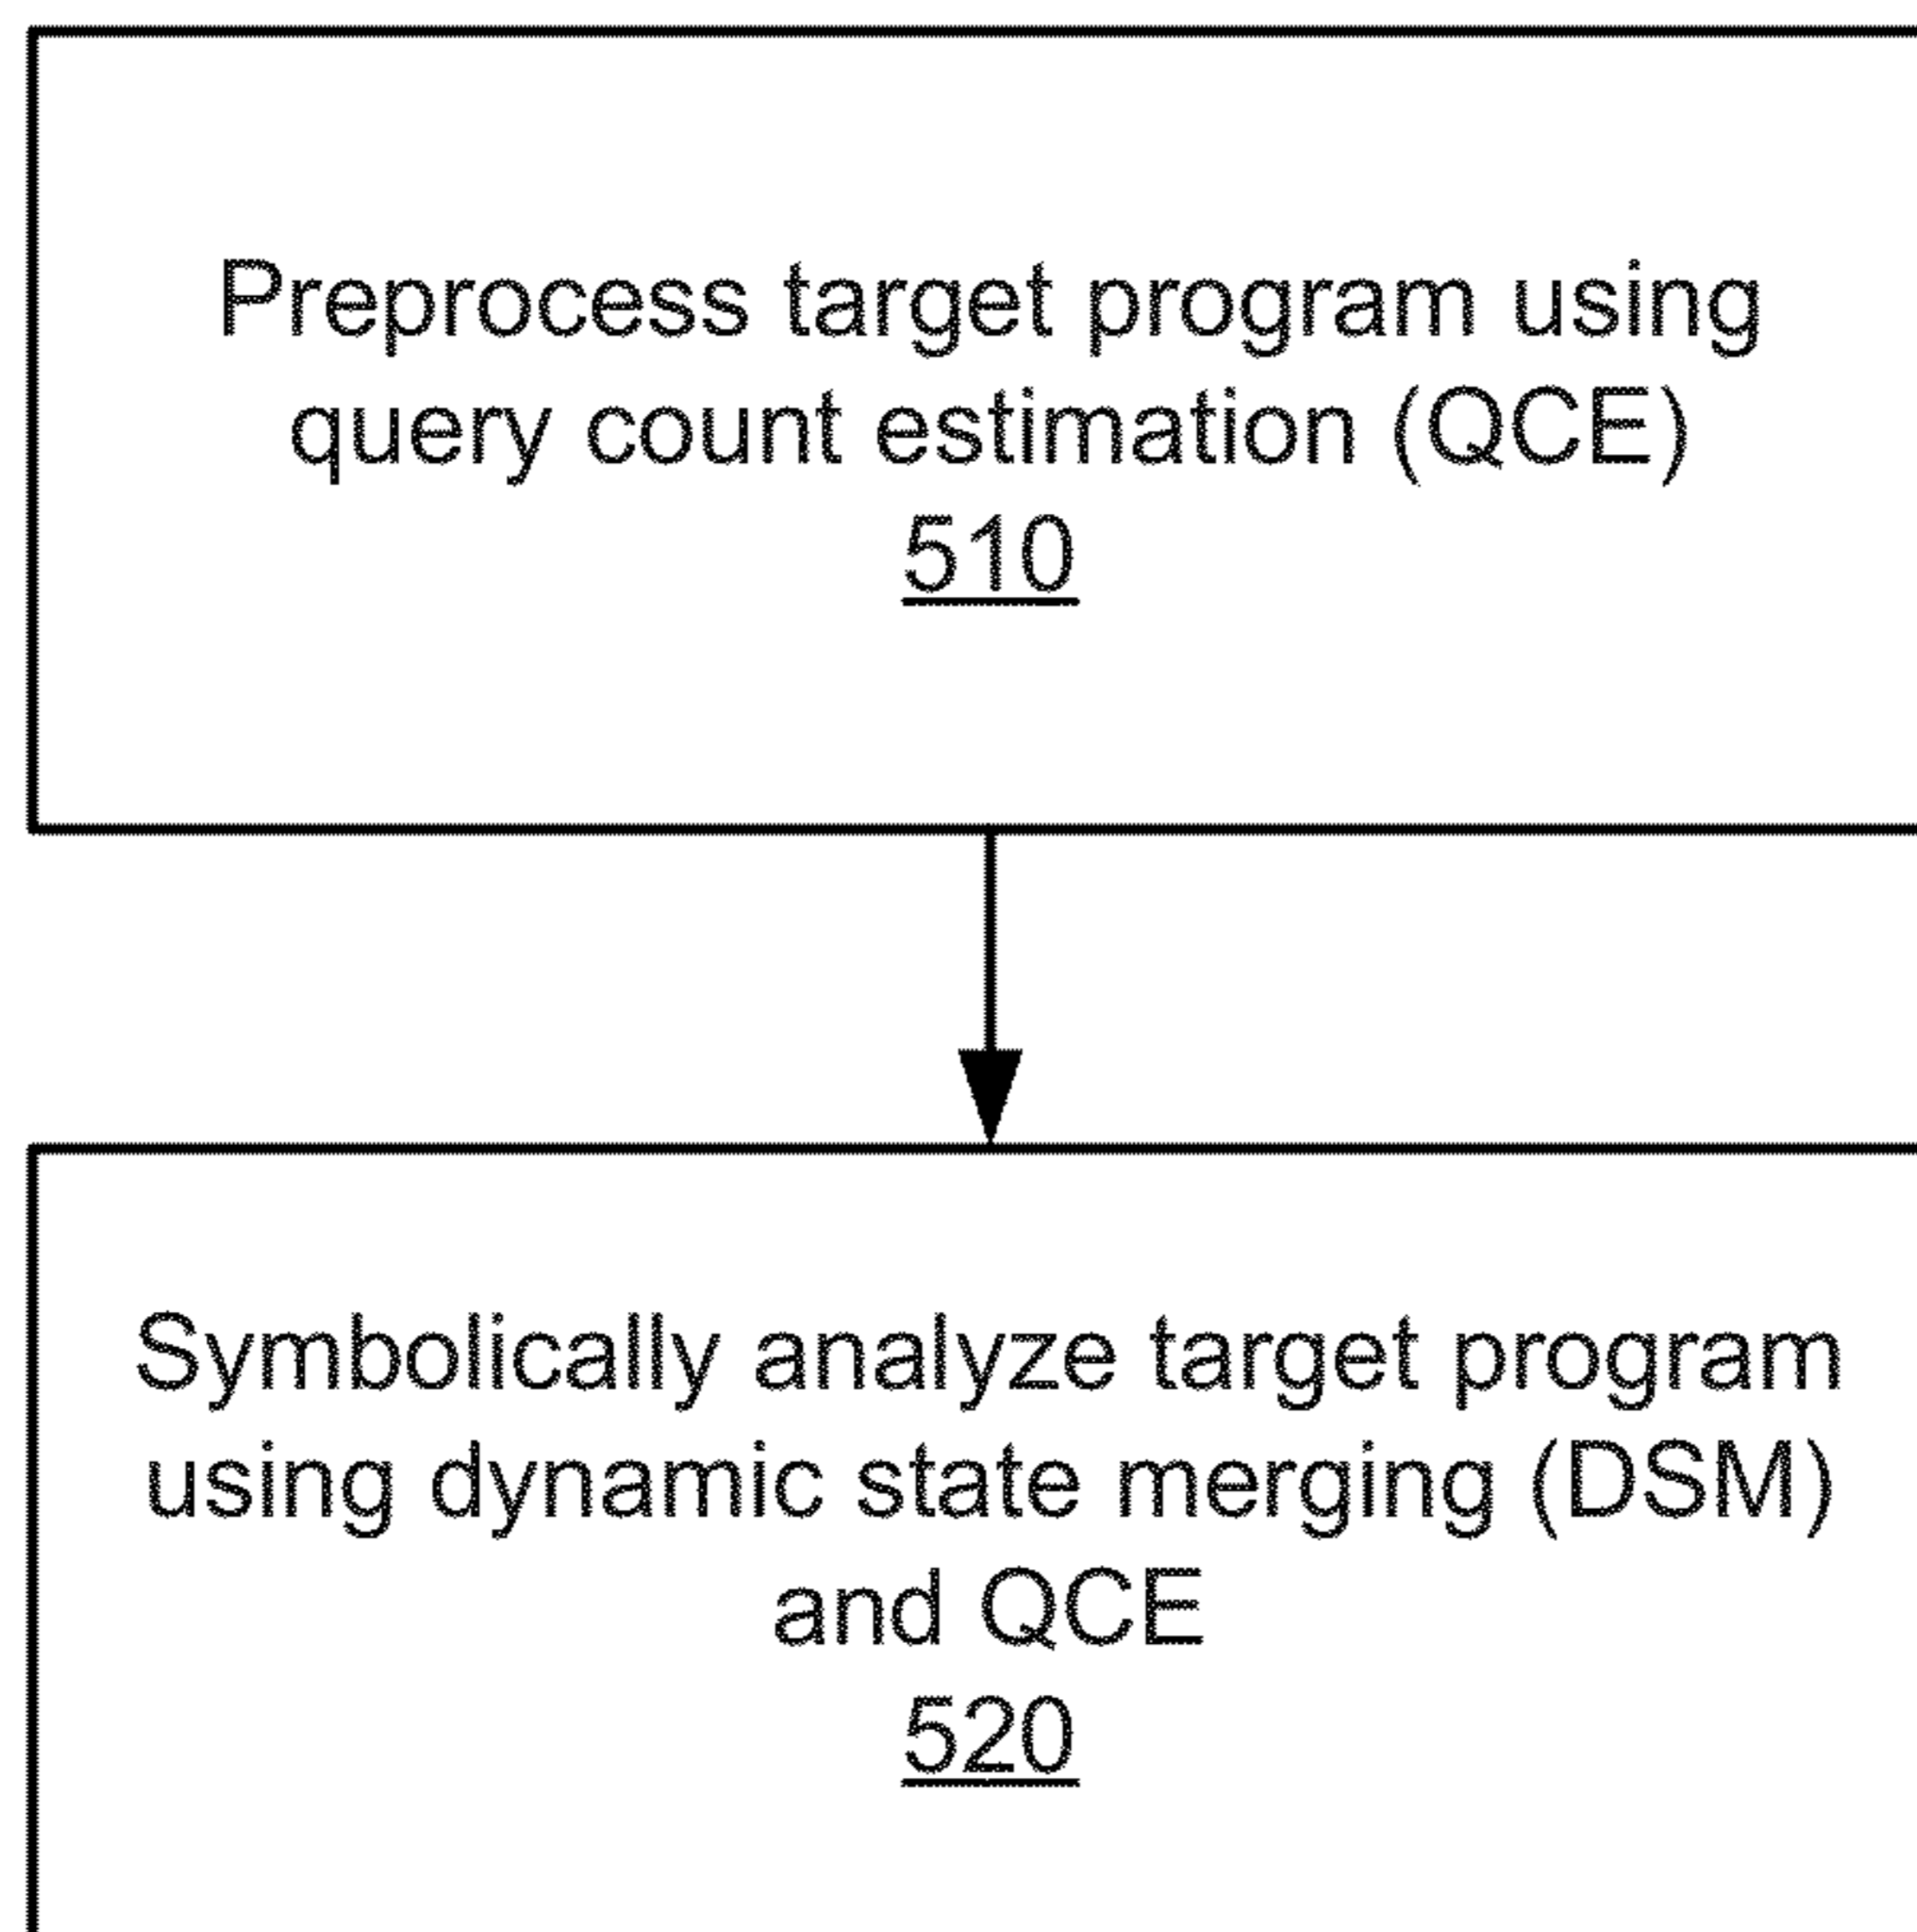 Preprocess target program using
query count estimation (QCE)
510
Symbolically analyze target program
using dynamic state merging (DSM)
and QCE
520